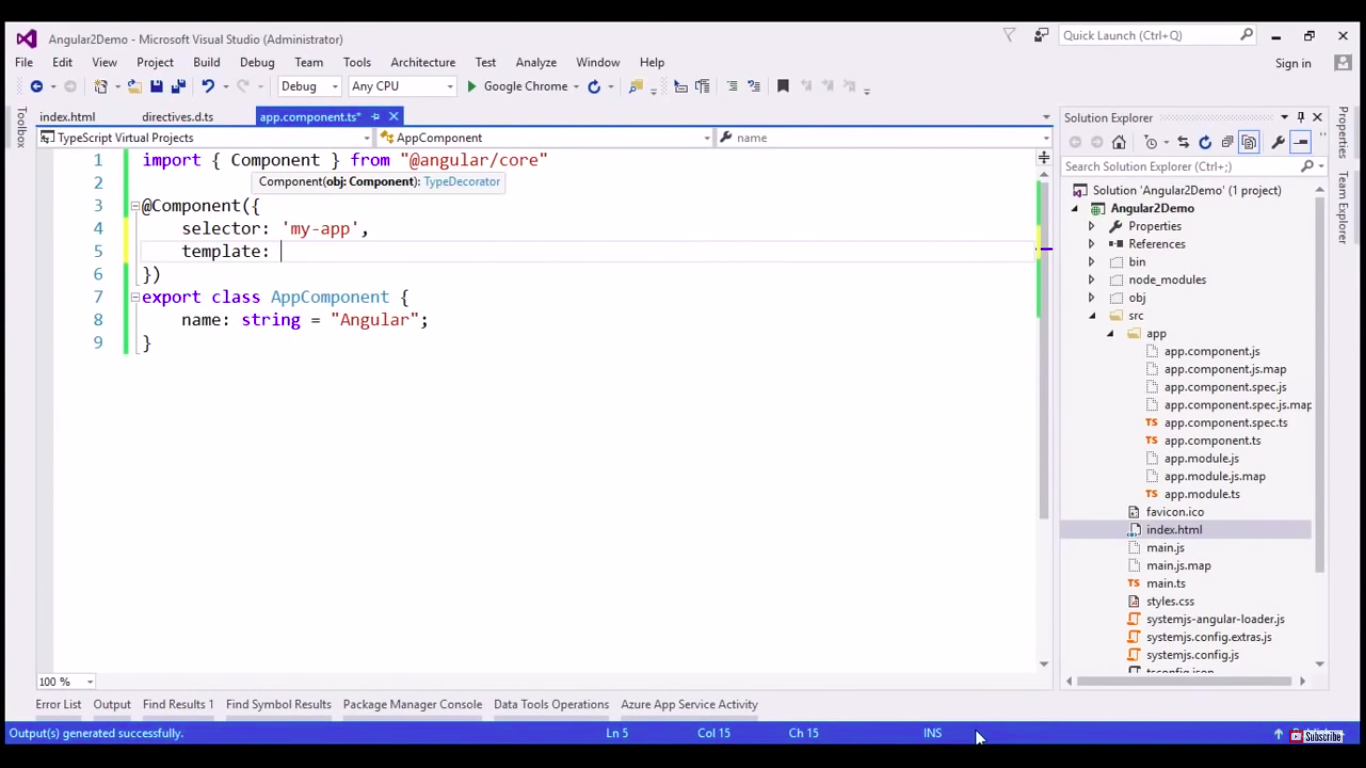 Angular2Demo - Microsoft Visual Studio (Administrator)
Quick Launch (Ctrl+Q)
File Edit View Project Build Debug Team Tools Architecture Test Analyze Window Help
Sign in
Debug Any CPU Google Chrome
Toolbox
index.html directives.d.ts app.component.ts*
TypeScript Virtual Projects AppComponent name
1 import { Component } from "@angular/core"
2
Component(obj: Component): TypeDecorator
3 @Component({
4 selector: 'my-app',
5 template:
6 })
7 export class AppComponent {
8 name: string = "Angular";
9 }
100 %
Solution Explorer
Search Solution Explorer (Ctrl+;)
Solution 'Angular2Demo' (1 project)
Angular2Demo
Properties
References
bin
node_modules
obj
src
app
app.component.js
app.component.js.map
app.component.spec.js
app.component.spec.js.map
TS app.component.spec.ts
TS app.component.ts
app.module.js
app.module.js.map
TS app.module.ts
favicon.ico
index.html
main.js
main.js.map
TS main.ts
styles.css
systemjs-angular-loader.js
systemjs.config.extras.js
systemjs.config.js
Properties
Team Explorer
Error List Output Find Results 1 Find Symbol Results Package Manager Console Data Tools Operations Azure App Service Activity
Output(s) generated successfully. Ln 5 Col 15 Ch 15 INS
Subscribe